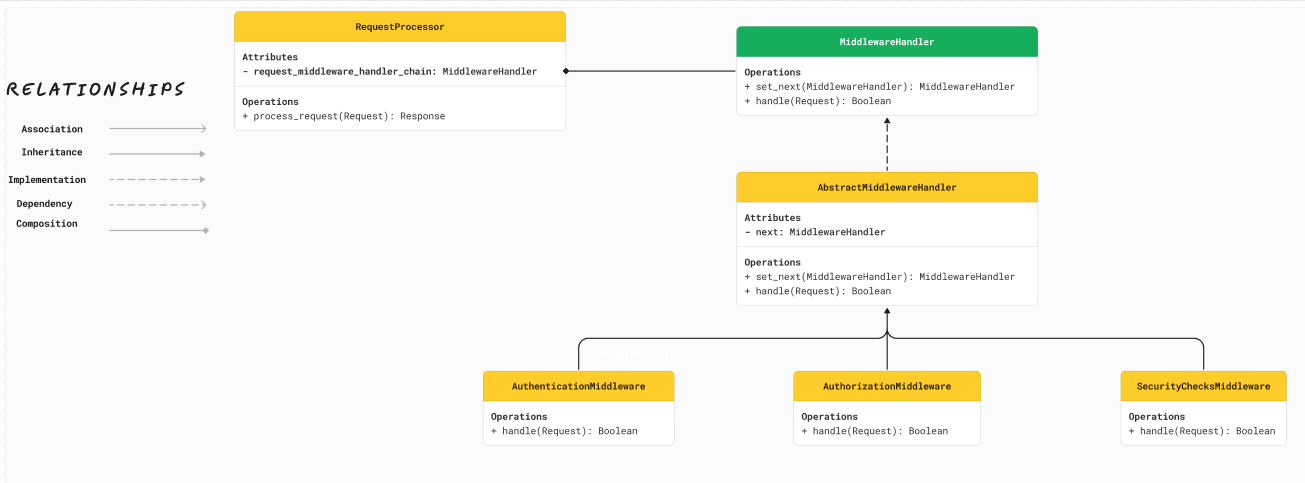 RequestProcessor
Attributes
- request_middleware_handler_chain: MiddlewareHandler
Operations
+ process_request(Request): Response
MiddlewareHandler
Operations
+ set_next(MiddlewareHandler): MiddlewareHandler
+ handle(Request): Boolean
RELATIONSHIPS
Association
Inheritance
Implementation
Dependency
Composition
AbstractMiddlewareHandler
Attributes
- next: MiddlewareHandler
Operations
+ set_next(MiddlewareHandler): MiddlewareHandler
+ handle(Request): Boolean
AuthenticationMiddleware
Operations
+ handle(Request): Boolean
AuthorizationMiddleware
Operations
+ handle(Request): Boolean
SecurityChecksMiddleware
Operations
+ handle(Request): Boolean